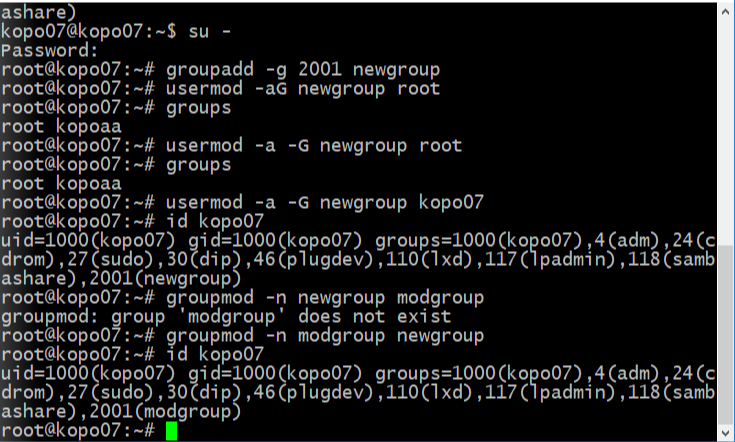 ashare)
kopo07@kopo07:~$ su -
Password:
root@kopo07:~# groupadd -g 2001 newgroup
root@kopo07:~# usermod -aG newgroup root
root@kopo07:~# groups
root kopoaa
root@kopo07:~# usermod -a -G newgroup root
root@kopo07:~# groups
root kopoaa
root@kopo07:~# usermod -a -G newgroup kopo07
root@kopo07:~# id kopo07
uid=1000(kopo07) gid=1000(kopo07) groups=1000(kopo07),4(adm),24(c
drom),27(sudo),30(dip),46(plugdev),110(lxd),117(lpadmin),118(samb
ashare),2001(newgroup)
root@kopo07:~# groupmod -n newgroup modgroup
groupmod: group 'modgroup' does not exist
root@kopo07:~# groupmod -n modgroup newgroup
root@kopo07:~# id kopo07
uid=1000(kopo07) gid=1000(kopo07) groups=1000(kopo07),4(adm),24(c
drom),27(sudo),30(dip),46(plugdev),110(lxd),117(lpadmin),118(samb
ashare),2001(modgroup)
root@kopo07:~#